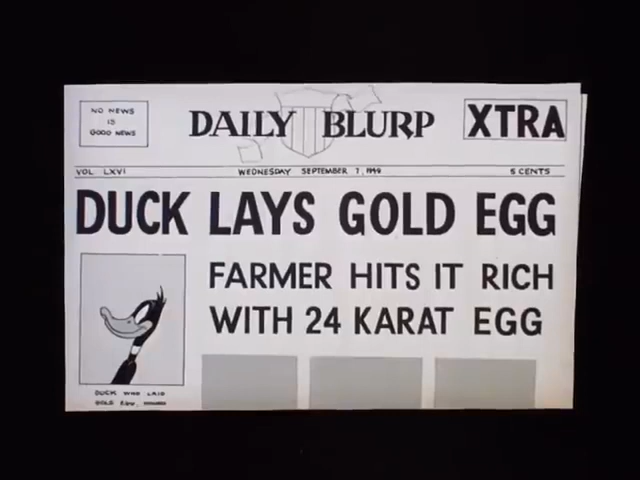 NO NEWS
IS
GOOD NEWS
DAILY BLURP
XTRA
VOL. LXVI
WEDNESDAY SEPTEMBER 7, 1949
5 CENTS
DUCK LAYS GOLD EGG
FARMER HITS IT RICH
WITH 24 KARAT EGG
DUCK WHO LAID
GOLD EGG,